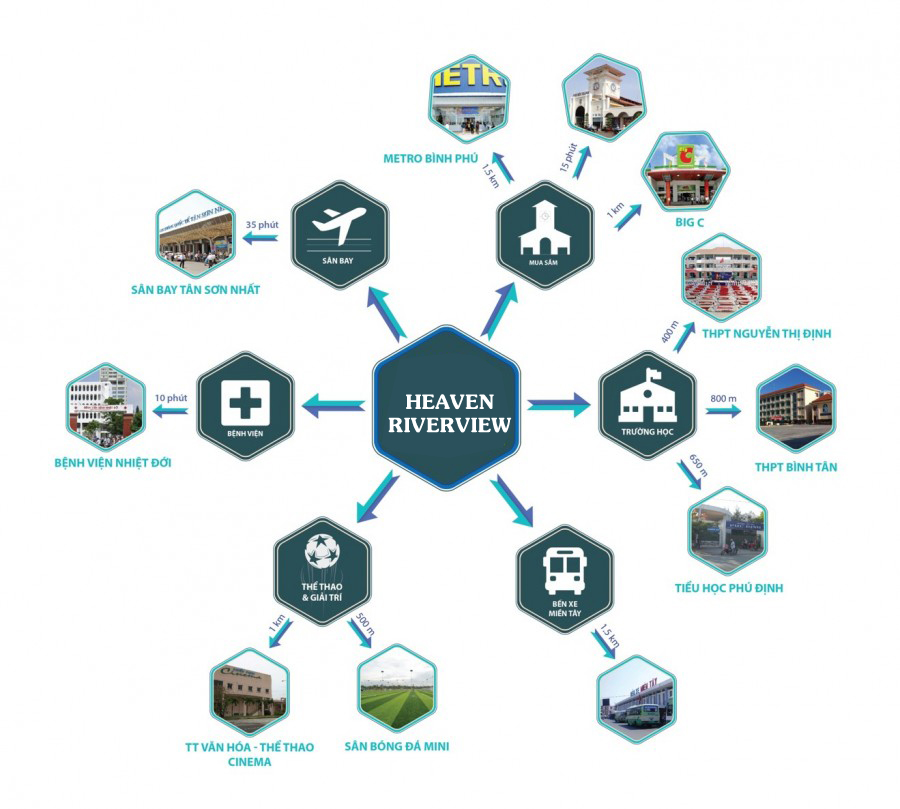 METRO BÌNH PHÚ
1.5 km
15 phút
1 km
BIG C
35 phút
SÂN BAY TÂN SƠN NHẤT
SÂN BAY
MUA SẮM
400 m
THPT NGUYỄN THỊ ĐỊNH
10 phút
BỆNH VIỆN NHIỆT ĐỚI
BỆNH VIỆN
HEAVEN
RIVERVIEW
TRƯỜNG HỌC
800 m
THPT BÌNH TÂN
650 m
TIỂU HỌC PHÚ ĐỊNH
THỂ THAO
& GIẢI TRÍ
BẾN XE
MIỀN TÂY
1 km
500 m
1.5 km
TT VĂN HÓA - THỂ THAO
CINEMA
SÂN BÓNG ĐÁ MINI